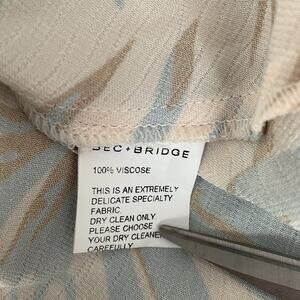 BEC+BRIDGE
100% VISCOSE
THIS IS AN EXTREMELY
DELICATE SPECIALTY
FABRIC.
DRY CLEAN ONLY.
PLEASE CHOOSE
YOUR DRY CLEANER
CAREFULLY